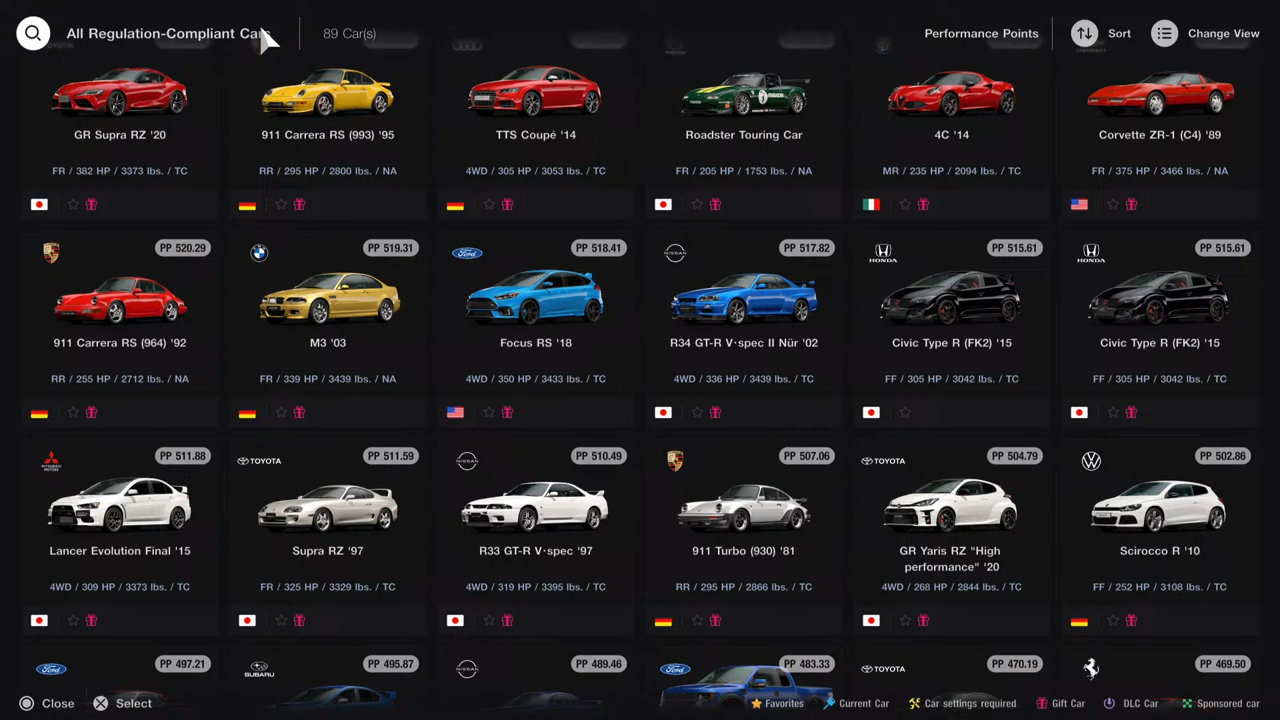 All Regulation-Compliant Cars
89 Car(s)
Performance Points
Sort
Change View
GR Supra RZ '20
911 Carrera RS (993) '95
TTS Coupé '14
Roadster Touring Car
4C '14
Corvette ZR-1 (C4) '89
FR / 382 HP / 3373 lbs. / TC
RR / 295 HP / 2800 lbs. / NA
4WD / 305 HP / 3053 lbs. / TC
FR / 205 HP / 1753 lbs. / NA
MR / 235 HP / 2094 lbs. / TC
FR / 375 HP / 3466 lbs. / NA
PP 520.29
PP 519.31
Ford
PP 518.41
NISSAN
PP 517.82
HONDA
PP 515.61
HONDA
PP 515.61
911 Carrera RS (964) '92
M3 '03
Focus RS '18
R34 GT-R V·spec II Nür '02
Civic Type R (FK2) '15
Civic Type R (FK2) '15
RR / 255 HP / 2712 lbs. / NA
FR / 339 HP / 3439 lbs. / NA
4WD / 350 HP / 3433 lbs. / TC
4WD / 336 HP / 3439 lbs. / TC
FF / 305 HP / 3042 lbs. / TC
FF / 305 HP / 3042 lbs. / TC
MITSUBISHI
MOTORS
PP 511.88
TOYOTA
PP 511.59
NISSAN
PP 510.49
PP 507.06
TOYOTA
PP 504.79
PP 502.86
Lancer Evolution Final '15
Supra RZ '97
R33 GT-R V·spec '97
911 Turbo (930) '81
GR Yaris RZ "High
performance" '20
Scirocco R '10
4WD / 309 HP / 3373 lbs. / TC
FR / 325 HP / 3329 lbs. / TC
4WD / 319 HP / 3395 lbs. / TC
RR / 295 HP / 2866 lbs. / TC
4WD / 268 HP / 2844 lbs. / TC
FF / 252 HP / 3108 lbs. / TC
Ford
PP 497.21
SUBARU
PP 495.87
NISSAN
PP 489.46
Ford
PP 483.33
TOYOTA
PP 470.19
PP 469.50
Close
Select
Favorites
Current Car
Car settings required
Gift Car
DLC Car
Sponsored car